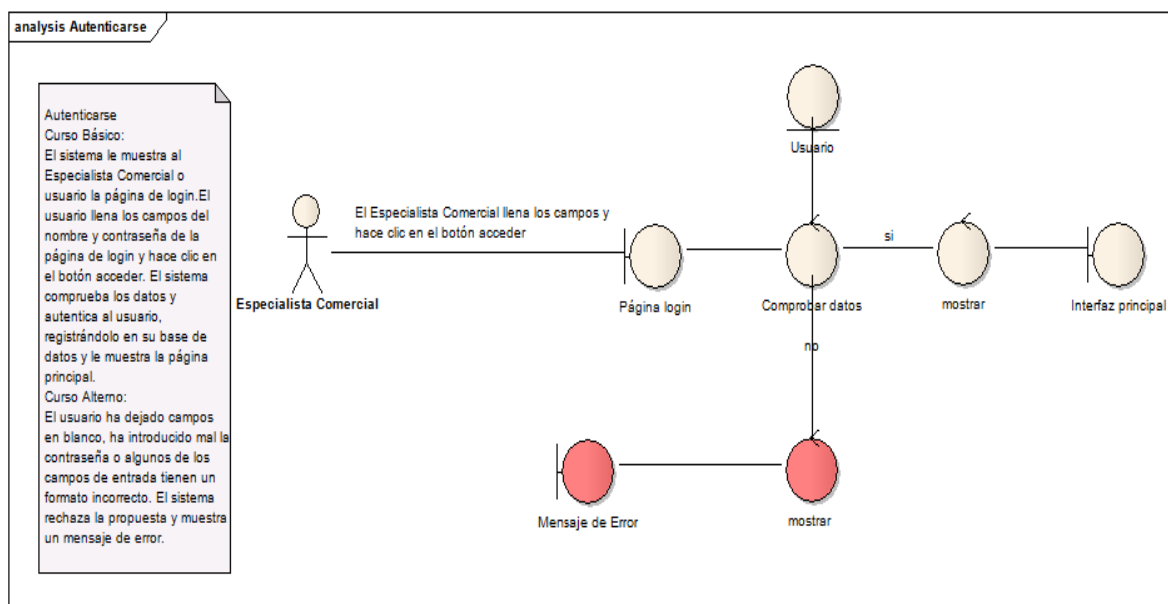 analysis Autenticarse
Autenticarse
Curso Básico:
El sistema le muestra al
Especialista Comercial o
usuario la página de login.El
usuario llena los campos del
nombre y contraseña de la
página de login y hace clic en
el botón acceder. El sistema
comprueba los datos y
autentica al usuario,
registrándolo en su base de
datos y le muestra la página
principal.
Curso Alterno:
El usuario ha dejado campos
en blanco, ha introducido mal la
contraseña o algunos de los
campos de entrada tienen un
formato incorrecto. El sistema
rechaza la propuesta y muestra
un mensaje de error.
Usuario
El Especialista Comercial llena los campos y
hace clic en el botón acceder
si
Especialista Comercial
Página login
Comprobar datos
mostrar
Interfaz principal
no
Mensaje de Error
mostrar